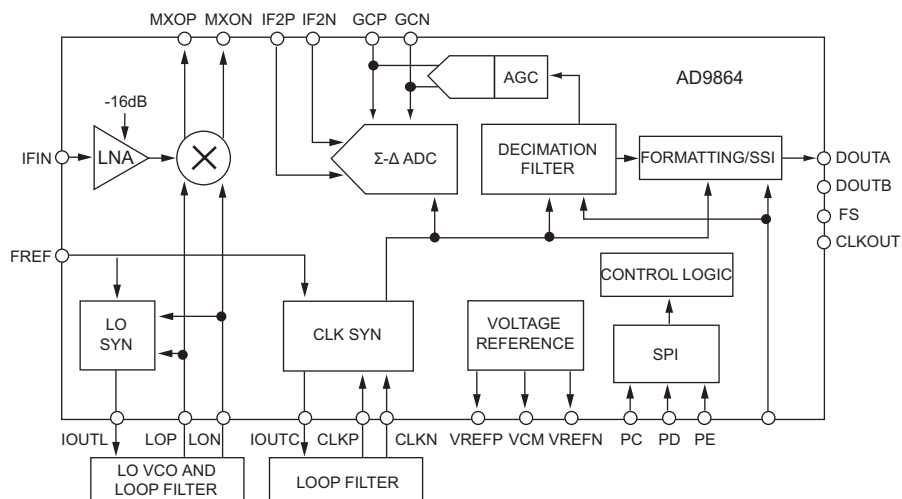 MXOP MXON IF2P IF2N GCP GCN
AD9864
AGC
-16dB
IFIN
LNA
Σ-Δ ADC
DECIMATION
FILTER
FORMATTING/SSI
DOUTA
DOUTB
FS
CLKOUT
FREF
LO
SYN
CLK SYN
VOLTAGE
REFERENCE
CONTROL LOGIC
SPI
IOUTL LOP LON IOUTC CLKP CLKN VREFP VCM VREFN PC PD PE
LO VCO AND
LOOP FILTER
LOOP FILTER